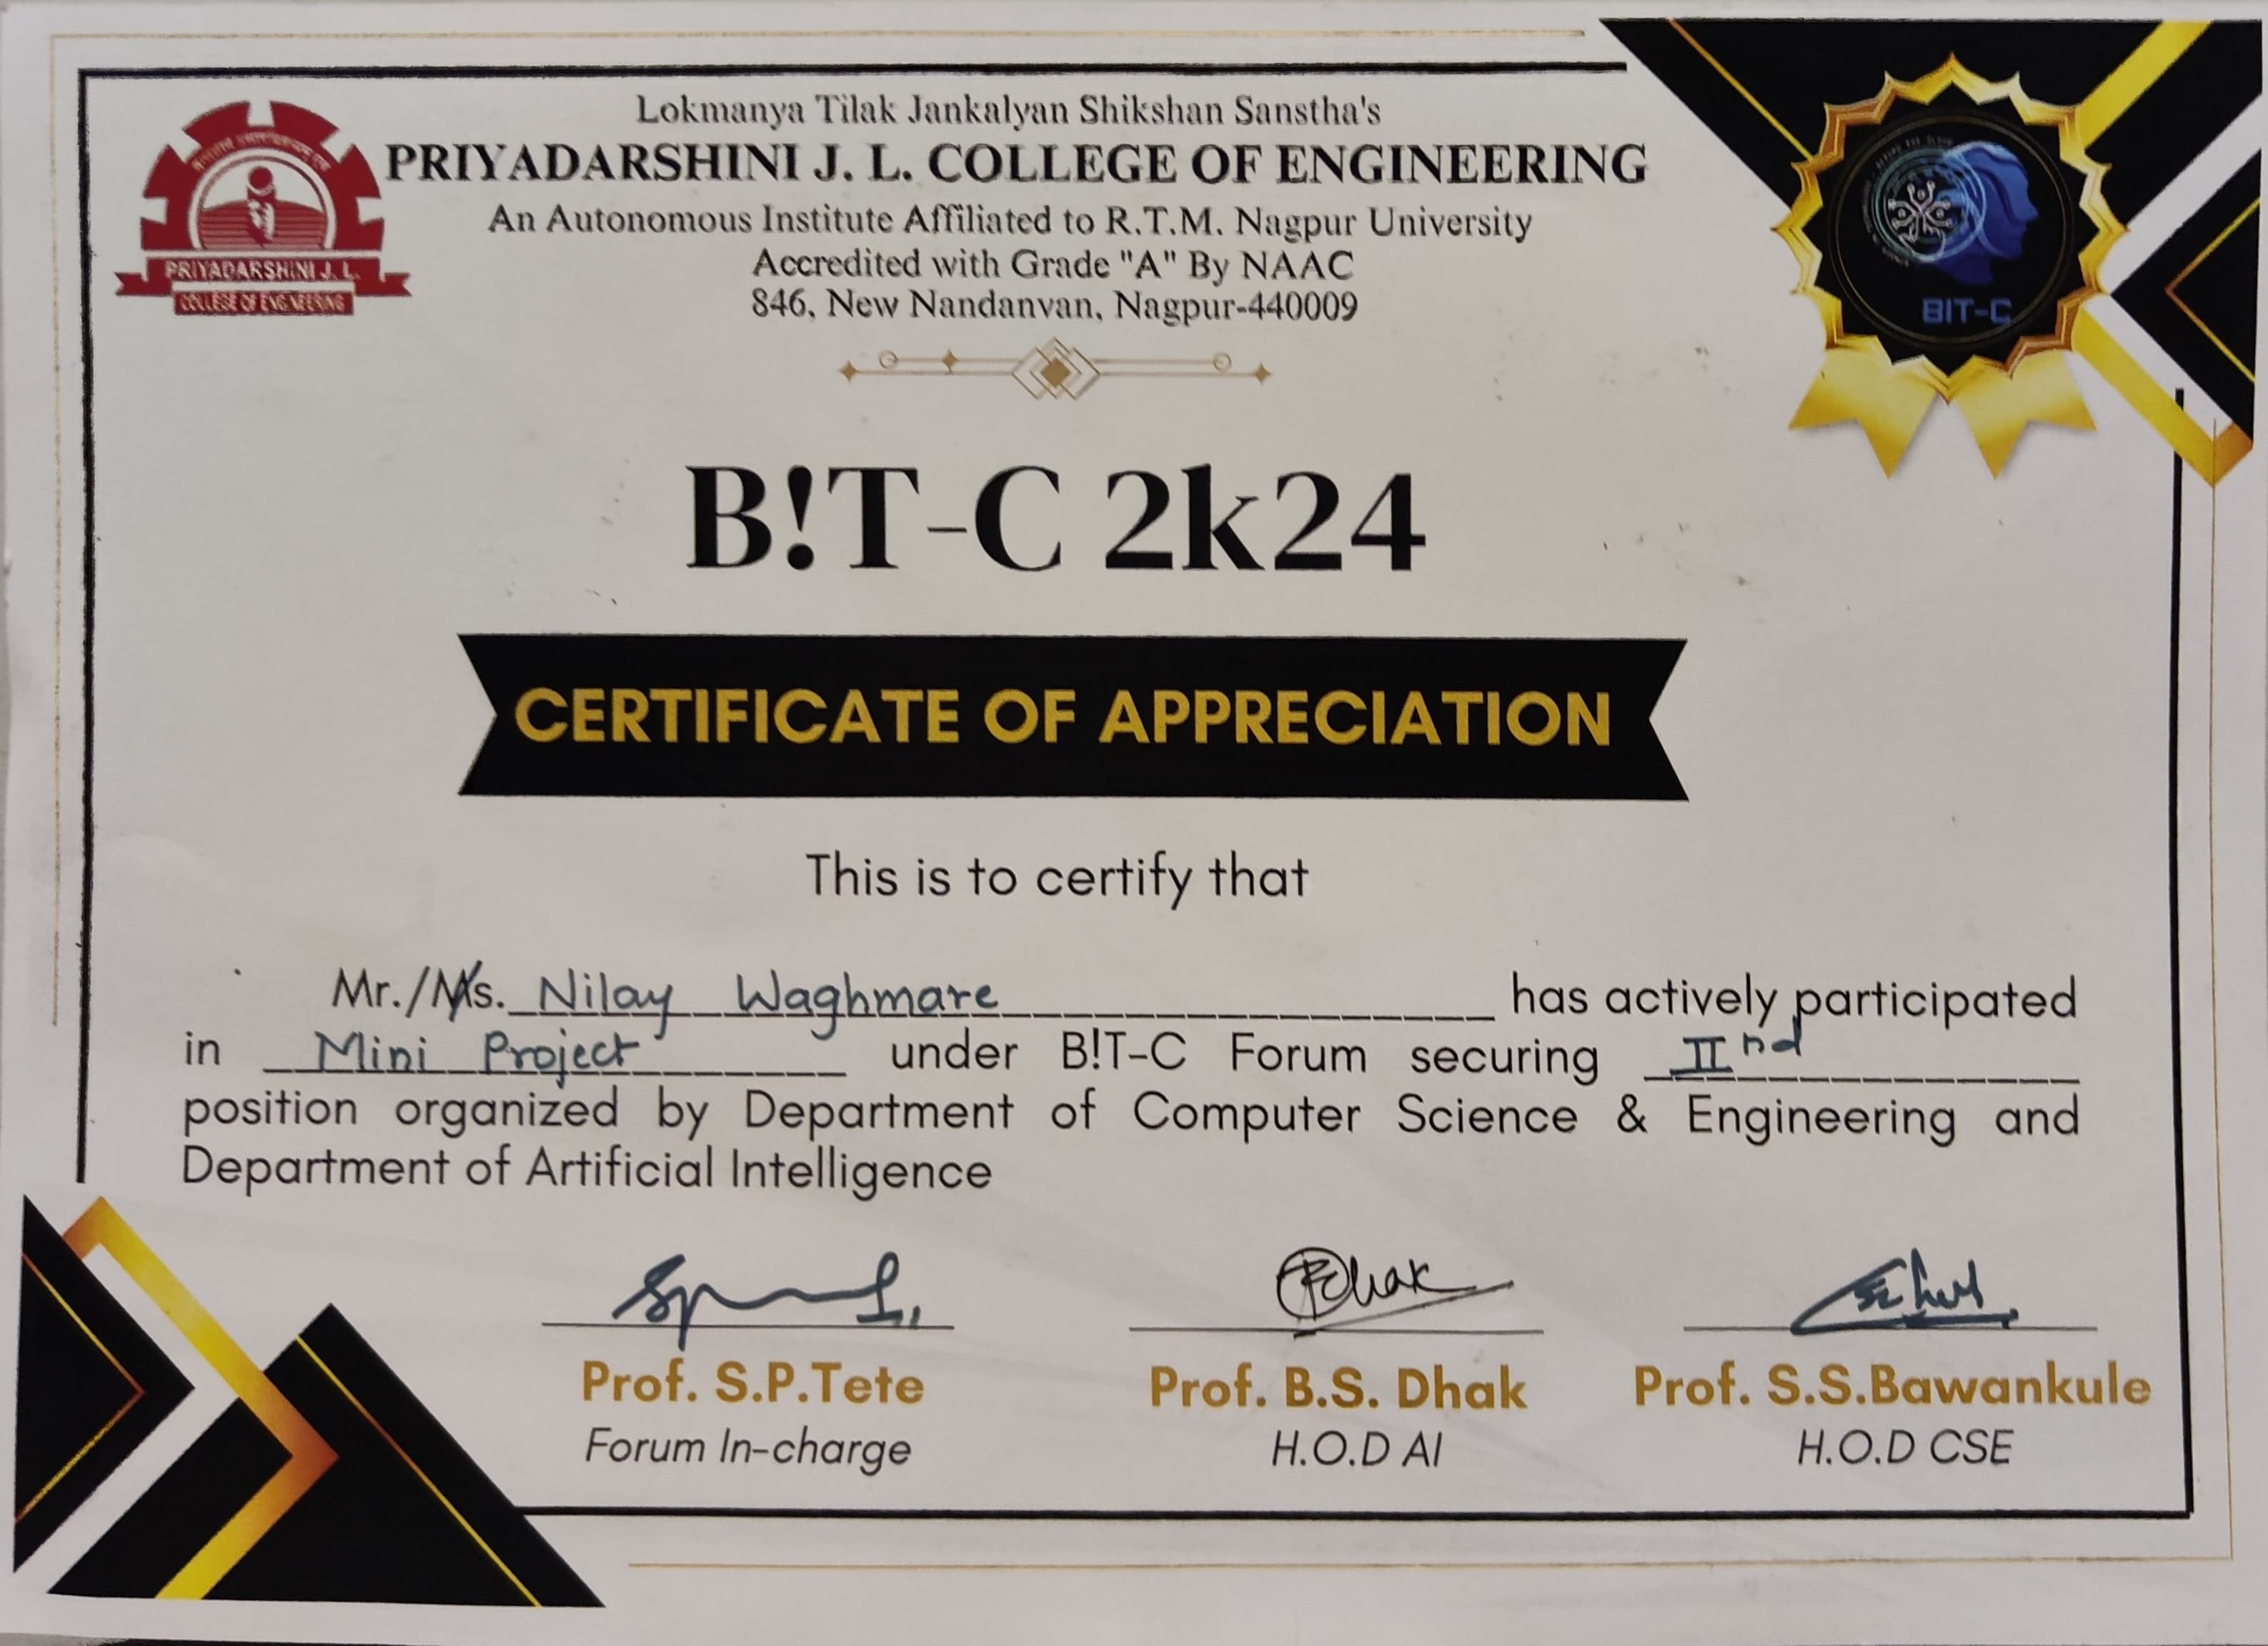 Lokmanya Tilak Jankalyan Shikshan Sanstha's
PRIYADARSHINI J. L. COLLEGE OF ENGINEERING
An Autonomous Institute Affiliated to R.T.M. Nagpur University
Accredited with Grade "A" By NAAC
846, New Nandanvan, Nagpur-440009
PRIYADARSHINI J. L.
COLLEGE OF ENGINEERING
BIT-C
B!T-C 2k24
CERTIFICATE OF APPRECIATION
This is to certify that
Mr./Ms. Nilay Waghmare has actively participated
in Mini Project under B!T-C Forum securing IInd
position organized by Department of Computer Science & Engineering and
Department of Artificial Intelligence
Prof. S.P.Tete Prof. B.S. Dhak Prof. S.S.Bawankule
Forum In-charge H.O.D AI H.O.D CSE